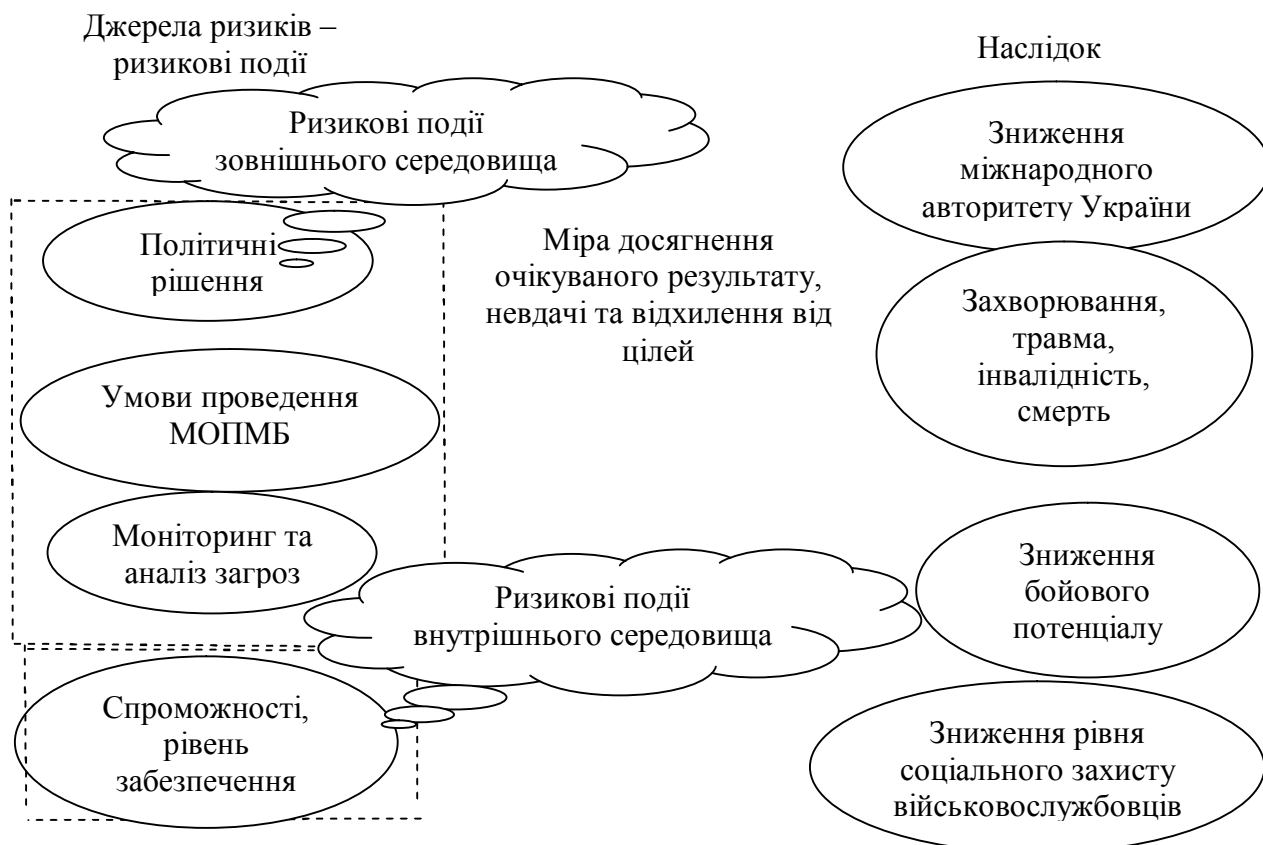 Джерела ризиків –
ризикові події
Наслідок
Ризикові події
зовнішнього середовища
Зниження
міжнародного
авторитету України
Політичні
рішення
Міра досягнення
очікуваного результату,
невдачі та відхилення від
цілей
Захворювання,
травма,
інвалідність,
смерть
Умови проведення
МОПМБ
Моніторинг та
аналіз загроз
Ризикові події
внутрішнього середовища
Зниження
бойового
потенціалу
Спроможності,
рівень
забезпечення
Зниження рівня
соціального захисту
військовослужбовців